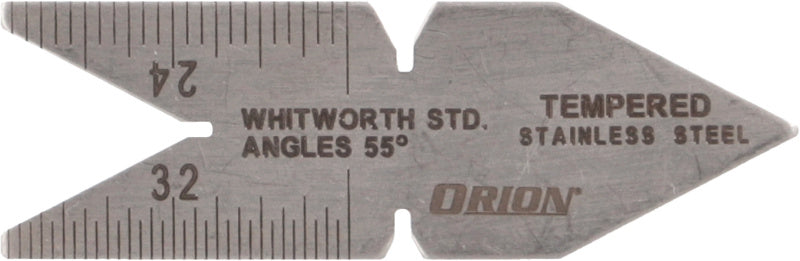 24
WHITWORTH STD.
ANGLES 55°
TEMPERED
STAINLESS STEEL
32
ORION®